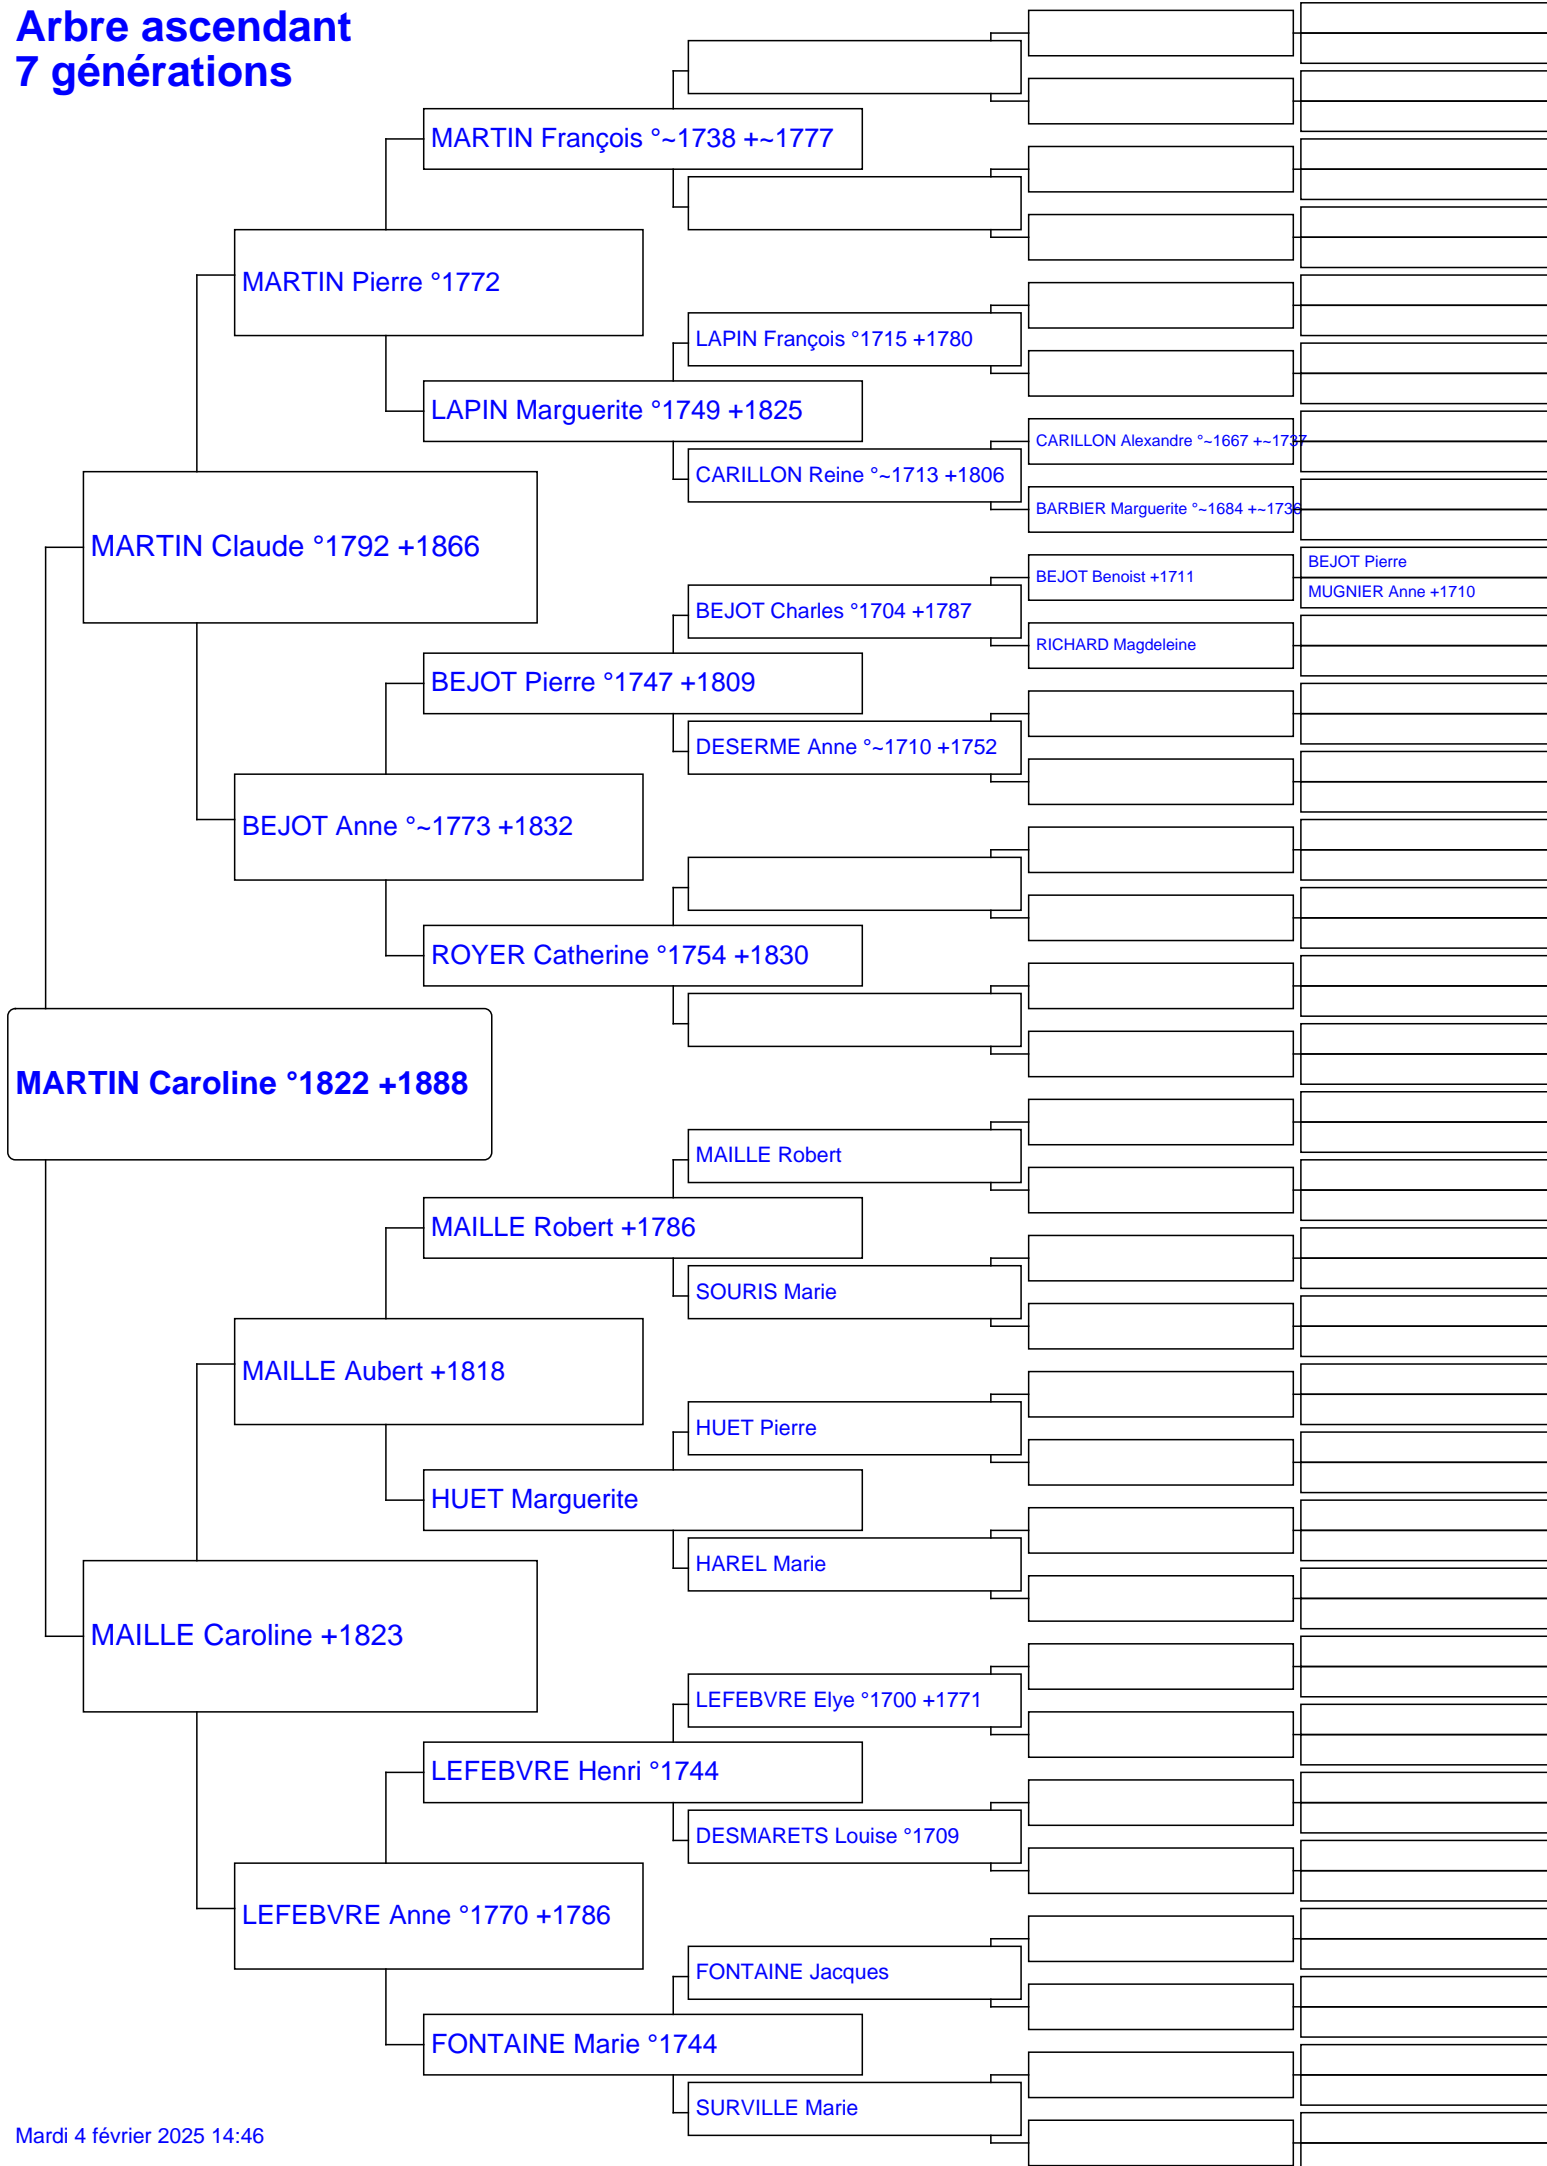 Arbre ascendant
7 générations
MARTIN François °~1738 +~1777
MARTIN Pierre °1772
LAPIN François °1715 +1780
LAPIN Marguerite °1749 +1825
CARILLON Alexandre °~1667 +~1737
CARILLON Reine °~1713 +1806
BARBIER Marguerite °~1684 +~1736
MARTIN Claude °1792 +1866
BEJOT Pierre
BEJOT Benoist +1711
MUGNIER Anne +1710
BEJOT Charles °1704 +1787
RICHARD Magdeleine
BEJOT Pierre °1747 +1809
DESERME Anne °~1710 +1752
BEJOT Anne °~1773 +1832
ROYER Catherine °1754 +1830
MARTIN Caroline °1822 +1888
MAILLE Robert
MAILLE Robert +1786
SOURIS Marie
MAILLE Aubert +1818
HUET Pierre
HUET Marguerite
HAREL Marie
MAILLE Caroline +1823
LEFEBVRE Elye °1700 +1771
LEFEBVRE Henri °1744
DESMARETS Louise °1709
LEFEBVRE Anne °1770 +1786
FONTAINE Jacques
FONTAINE Marie °1744
SURVILLE Marie
Mardi 4 février 2025 14:46